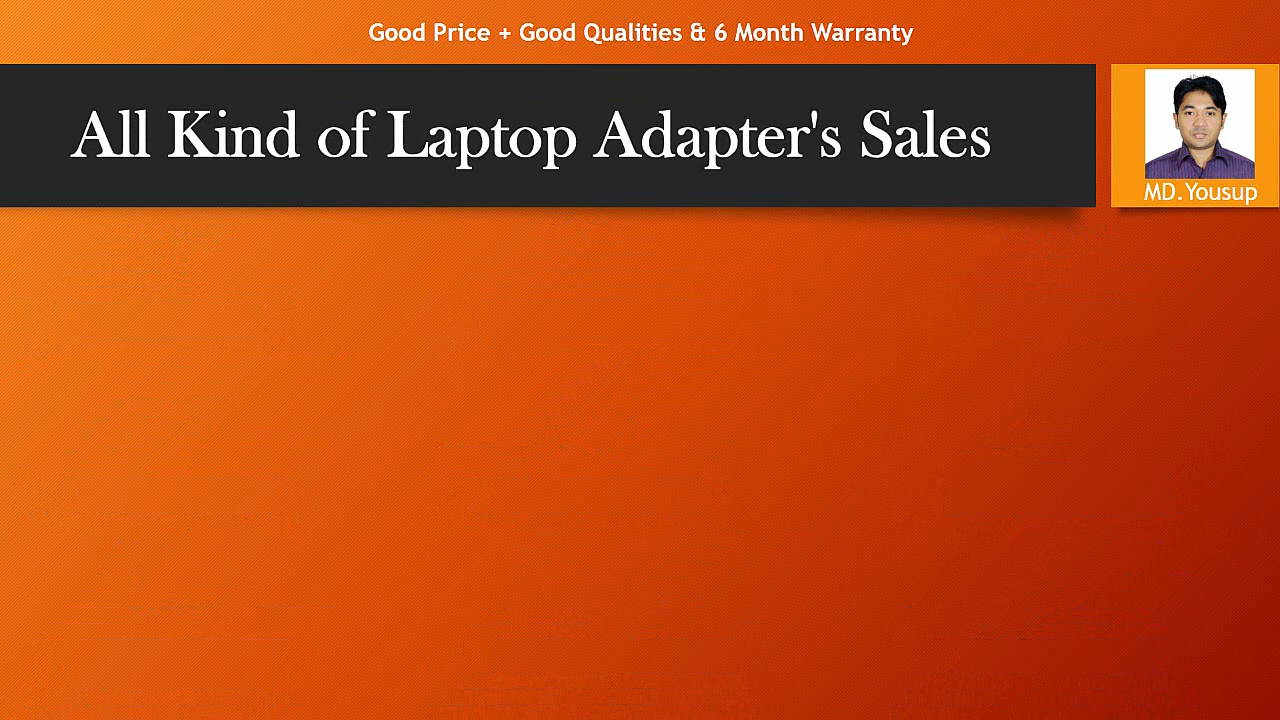 Good Price + Good Qualities & 6 Month Warranty
All Kind of Laptop Adapter's Sales
MD.Yousup